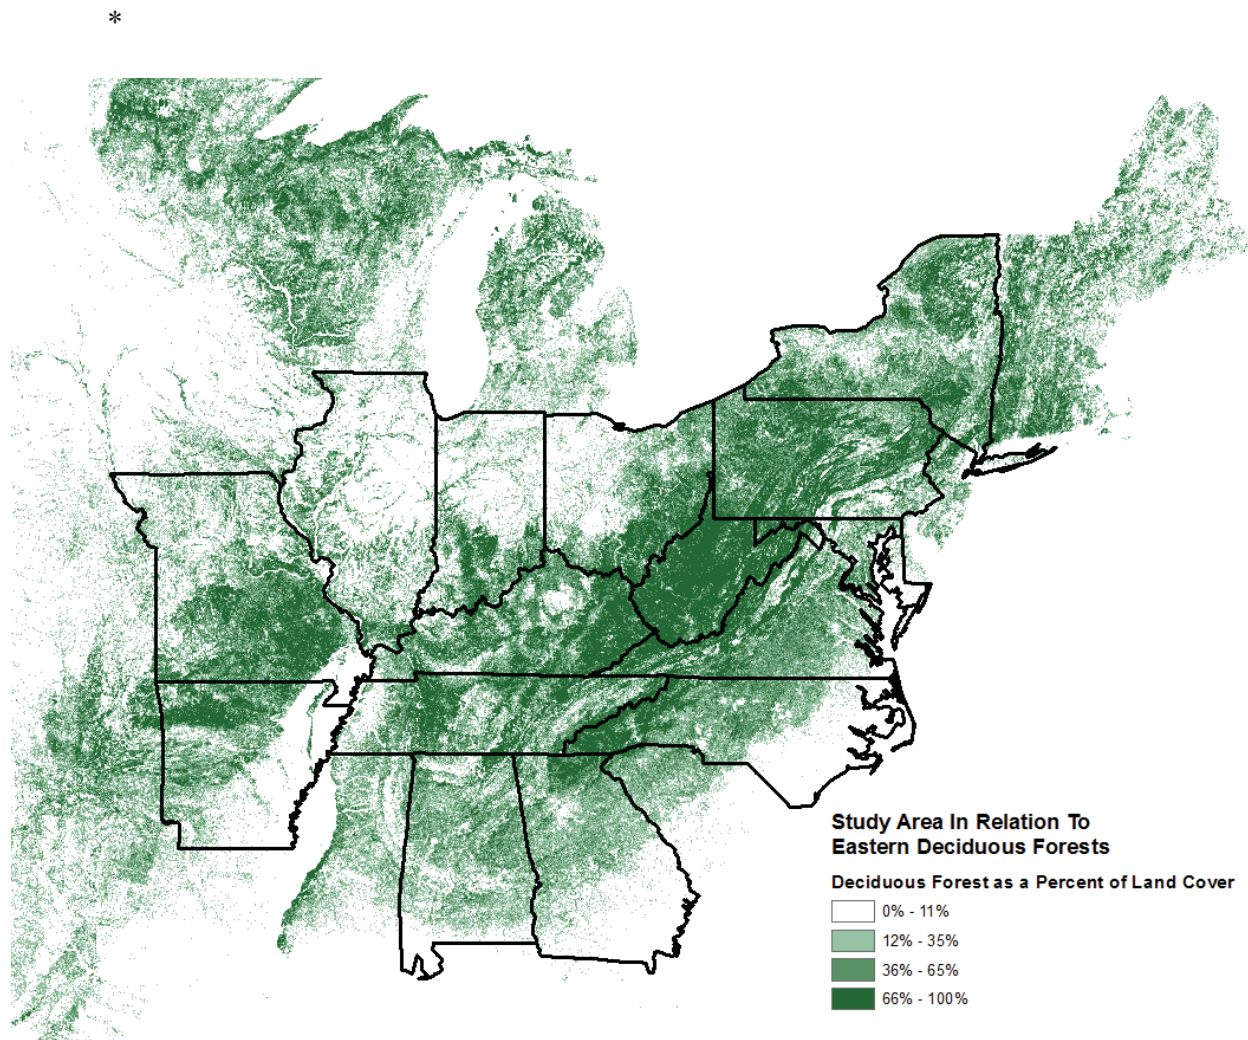 *
Study Area In Relation To
Eastern Deciduous Forests
Deciduous Forest as a Percent of Land Cover
0% - 11%
12% - 35%
36% - 65%
66% - 100%